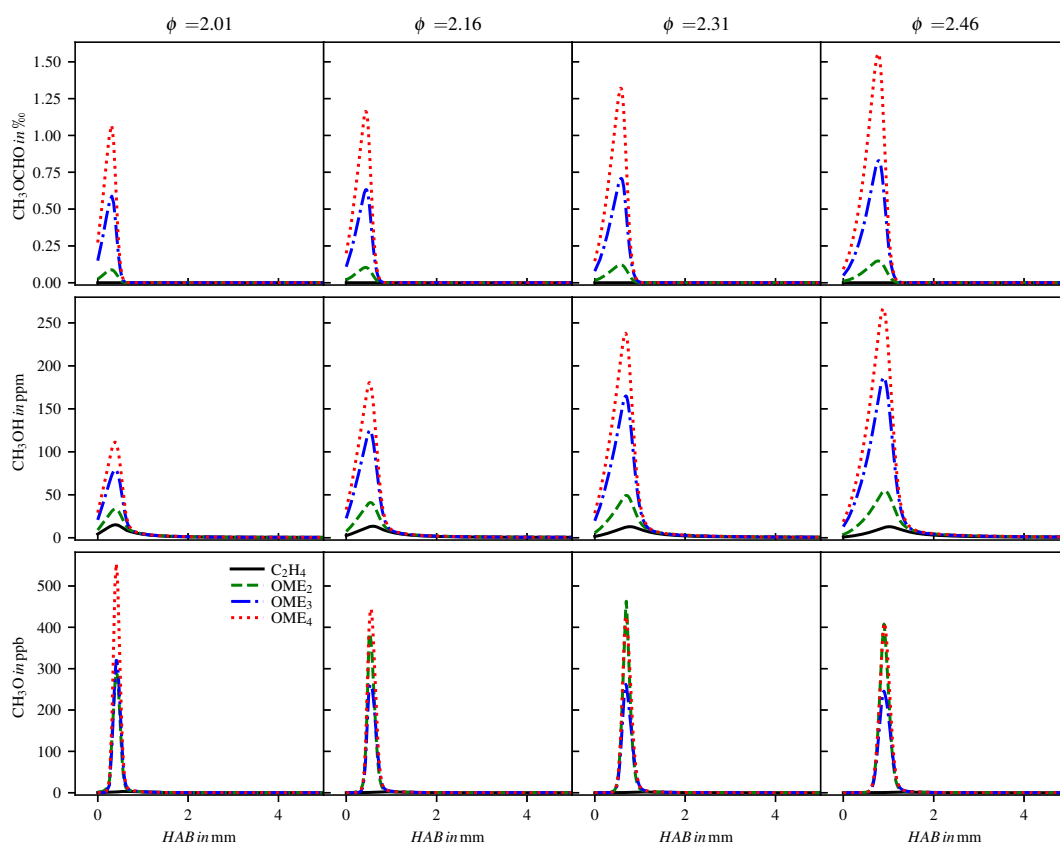 ϕ =2.01 ϕ =2.16 ϕ =2.31 ϕ =2.46
CH₃OCHO in ‰
1.50
1.25
1.00
0.75
0.50
0.25
0.00
CH₃OH in ppm
250
200
150
100
50
0
CH₃O in ppb
500
400
300
200
100
0
C₂H₄
OME₂
OME₃
OME₄
0 2 4 0 2 4 0 2 4 0 2 4
HAB in mm HAB in mm HAB in mm HAB in mm